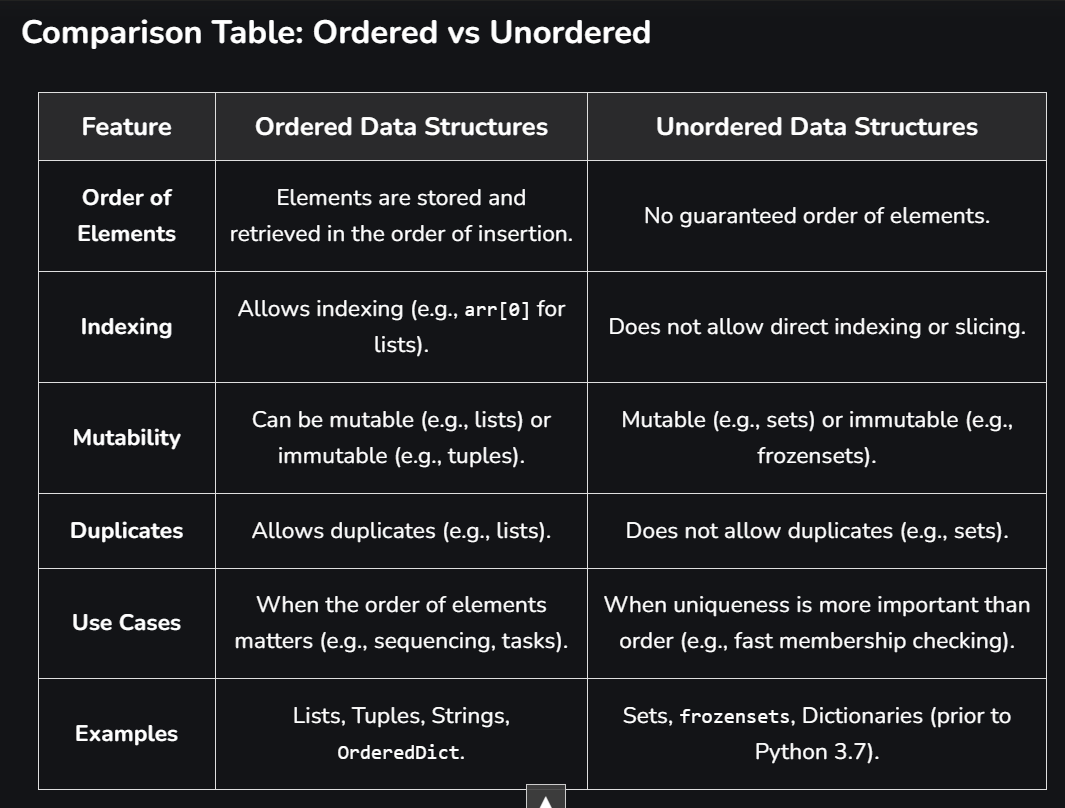 Comparison Table: Ordered vs Unordered
Feature
Ordered Data Structures
Unordered Data Structures
Order of
Elements
Elements are stored and
retrieved in the order of insertion.
No guaranteed order of elements.
Indexing
Allows indexing (e.g., arr[0] for
lists).
Does not allow direct indexing or slicing.
Mutability
Can be mutable (e.g., lists) or
immutable (e.g., tuples).
Mutable (e.g., sets) or immutable (e.g.,
frozensets).
Duplicates
Allows duplicates (e.g., lists).
Does not allow duplicates (e.g., sets).
Use Cases
When the order of elements
matters (e.g., sequencing, tasks).
When uniqueness is more important than
order (e.g., fast membership checking).
Examples
Lists, Tuples, Strings,
OrderedDict.
Sets, frozensets, Dictionaries (prior to
Python 3.7).